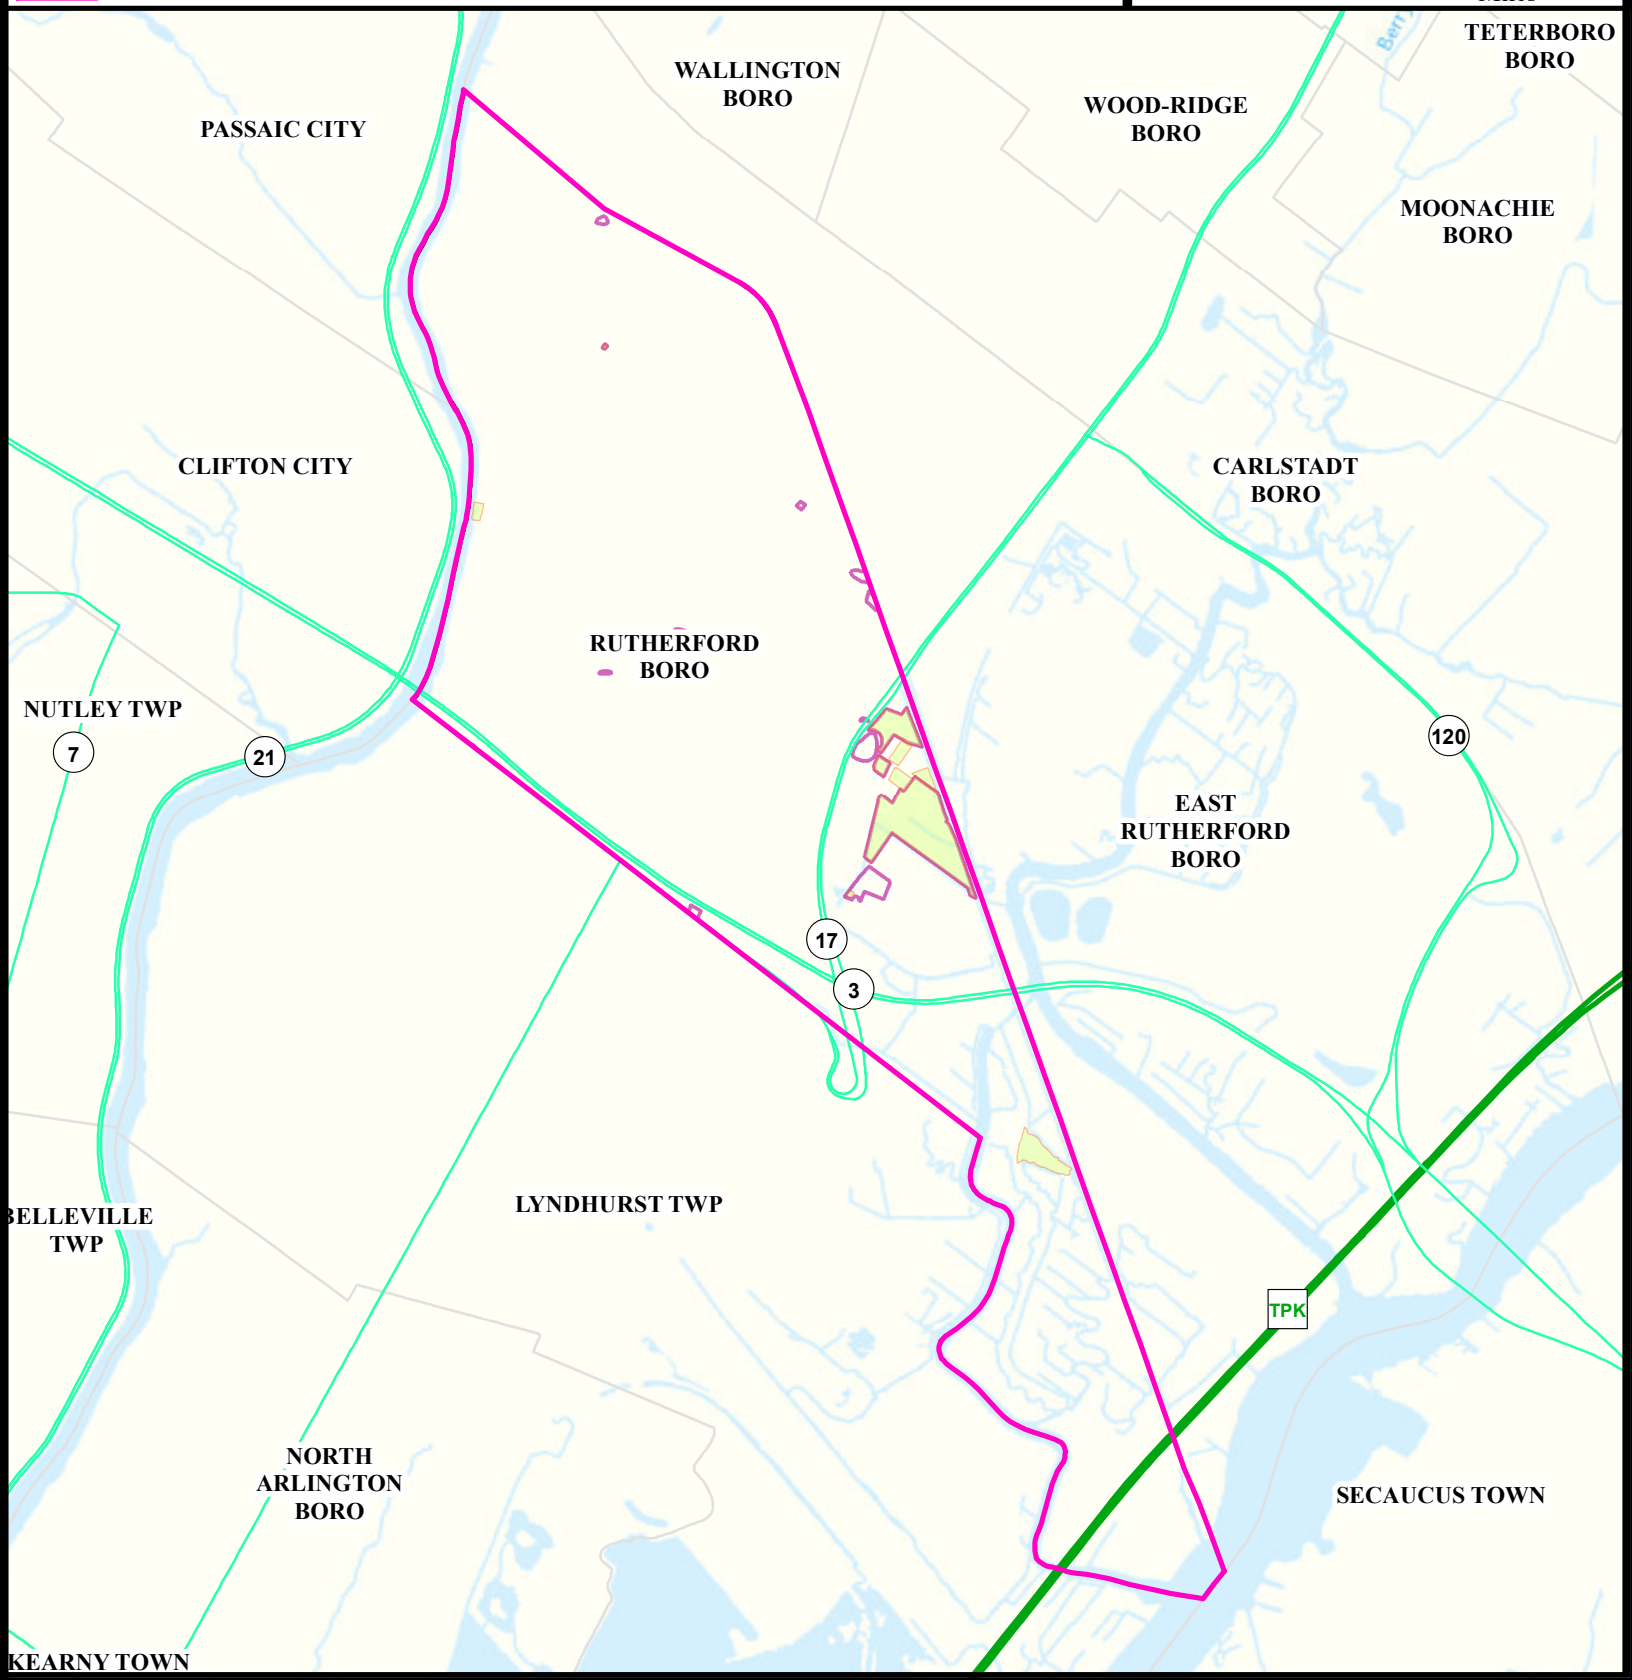 TETERBORO
BORO
WALLINGTON
BORO
WOOD-RIDGE
BORO
PASSAIC CITY
MOONACHIE
BORO
CLIFTON CITY
CARLSTADT
BORO
RUTHERFORD
BORO
NUTLEY TWP
7
21
120
EAST
RUTHERFORD
BORO
17
3
LYNDHURST TWP
BELLEVILLE
TWP
TPK
NORTH
ARLINGTON
BORO
SECAUCUS TOWN
KEARNY TOWN